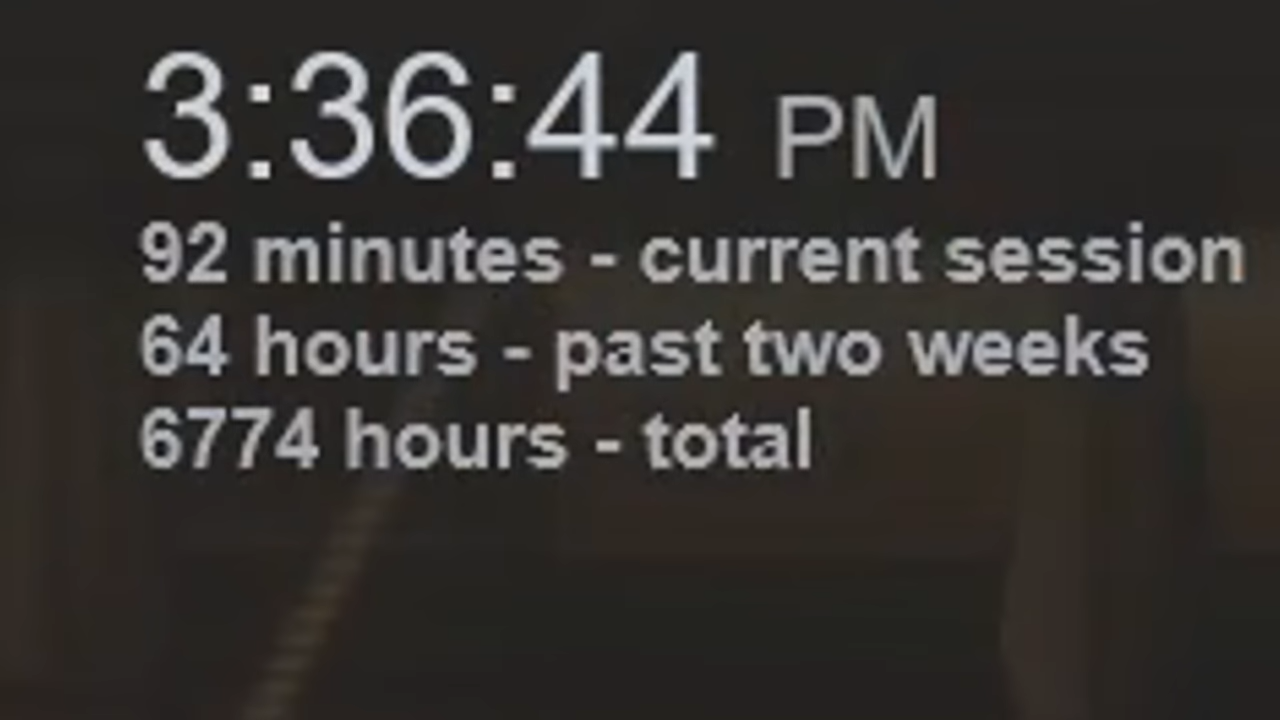 3:36:44 PM
92 minutes - current session
64 hours - past two weeks
6774 hours - total